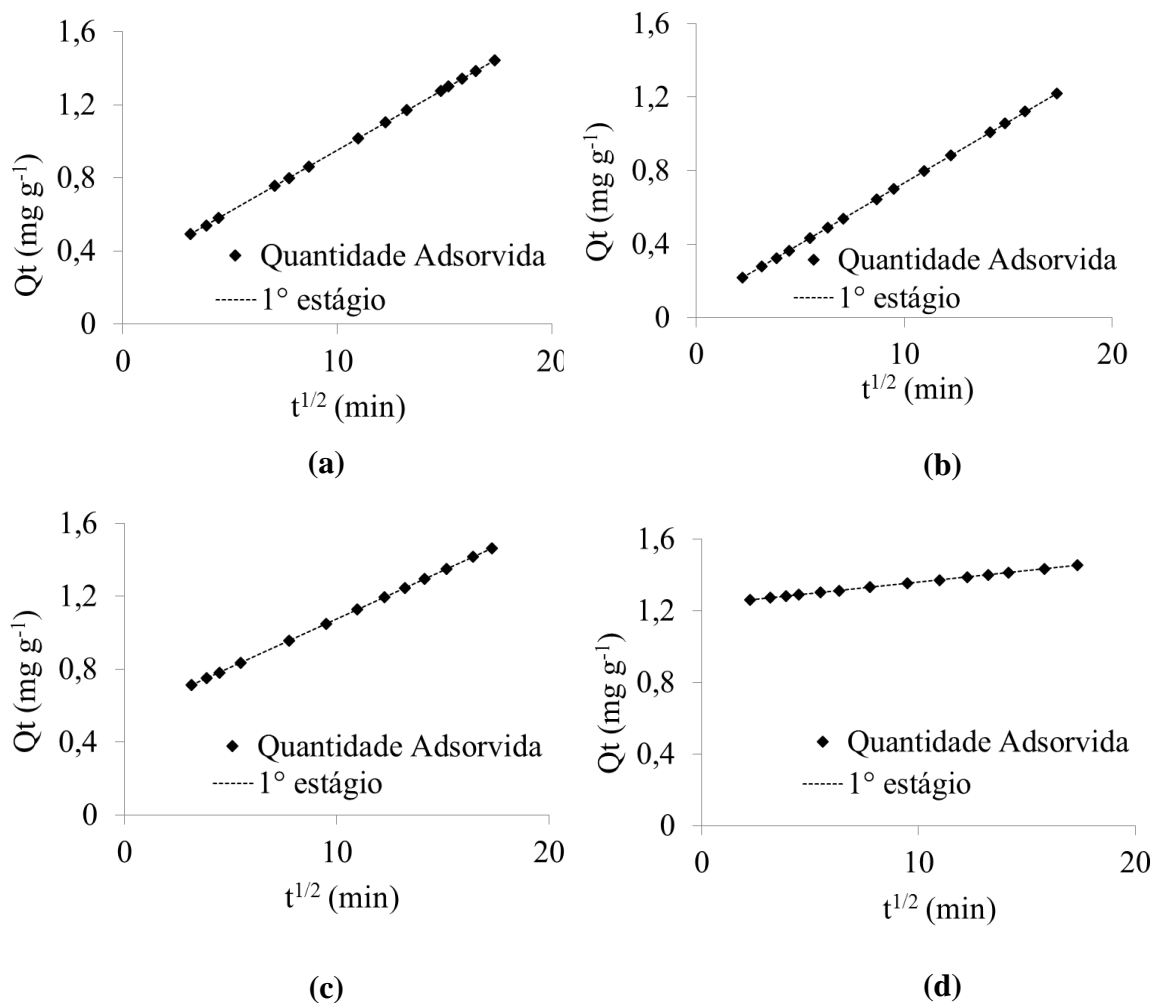 1,6
1,2
0,8
0,4
0
Qt (mg g⁻¹)
Quantidade Adsorvida
1° estágio
0
10
20
t^{1/2} (min)
(a)
1,6
1,2
0,8
0,4
0
Qt (mg g⁻¹)
Quantidade Adsorvida
1° estágio
0
10
20
t^{1/2} (min)
(b)
1,6
1,2
0,8
0,4
0
Qt (mg g⁻¹)
Quantidade Adsorvida
1° estágio
0
10
20
t^{1/2} (min)
(c)
1,6
1,2
0,8
0,4
0
Qt (mg g⁻¹)
Quantidade Adsorvida
1° estágio
0
10
20
t^{1/2} (min)
(d)